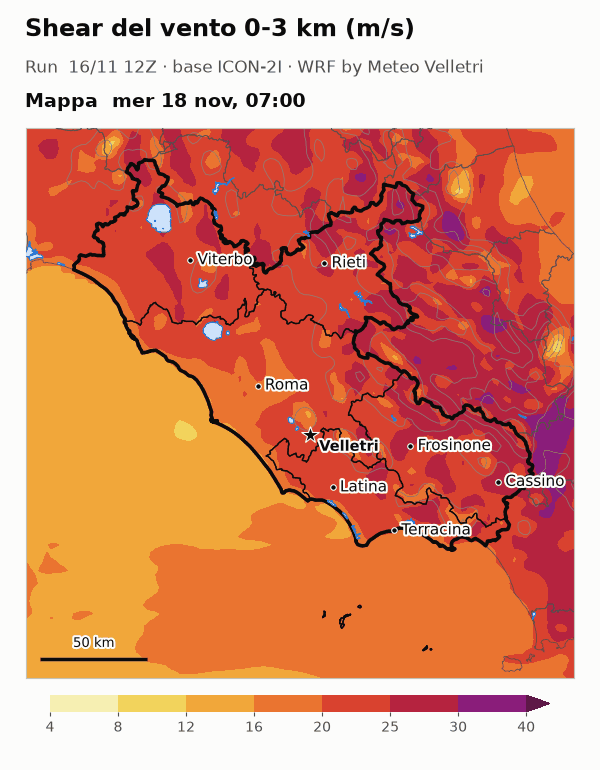 Shear del vento 0-3 km (m/s)
Run  16/11 12Z · base ICON-2I · WRF by Meteo Velletri
Mappa  mer 18 nov, 07:00
Viterbo
Rieti
Roma
Velletri
Frosinone
Latina
Cassino
Terracina
50 km
4 8 12 16 20 25 30 40